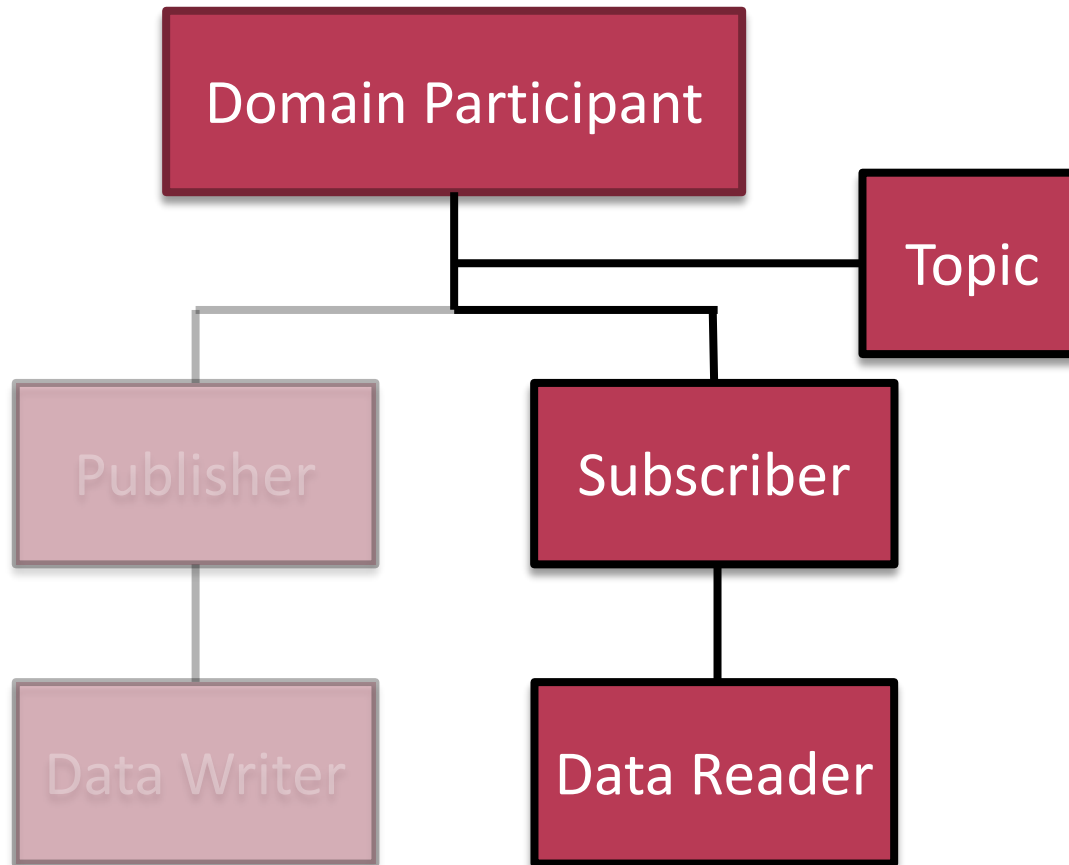 Domain Participant
Topic
Publisher
Subscriber
Data Writer
Data Reader